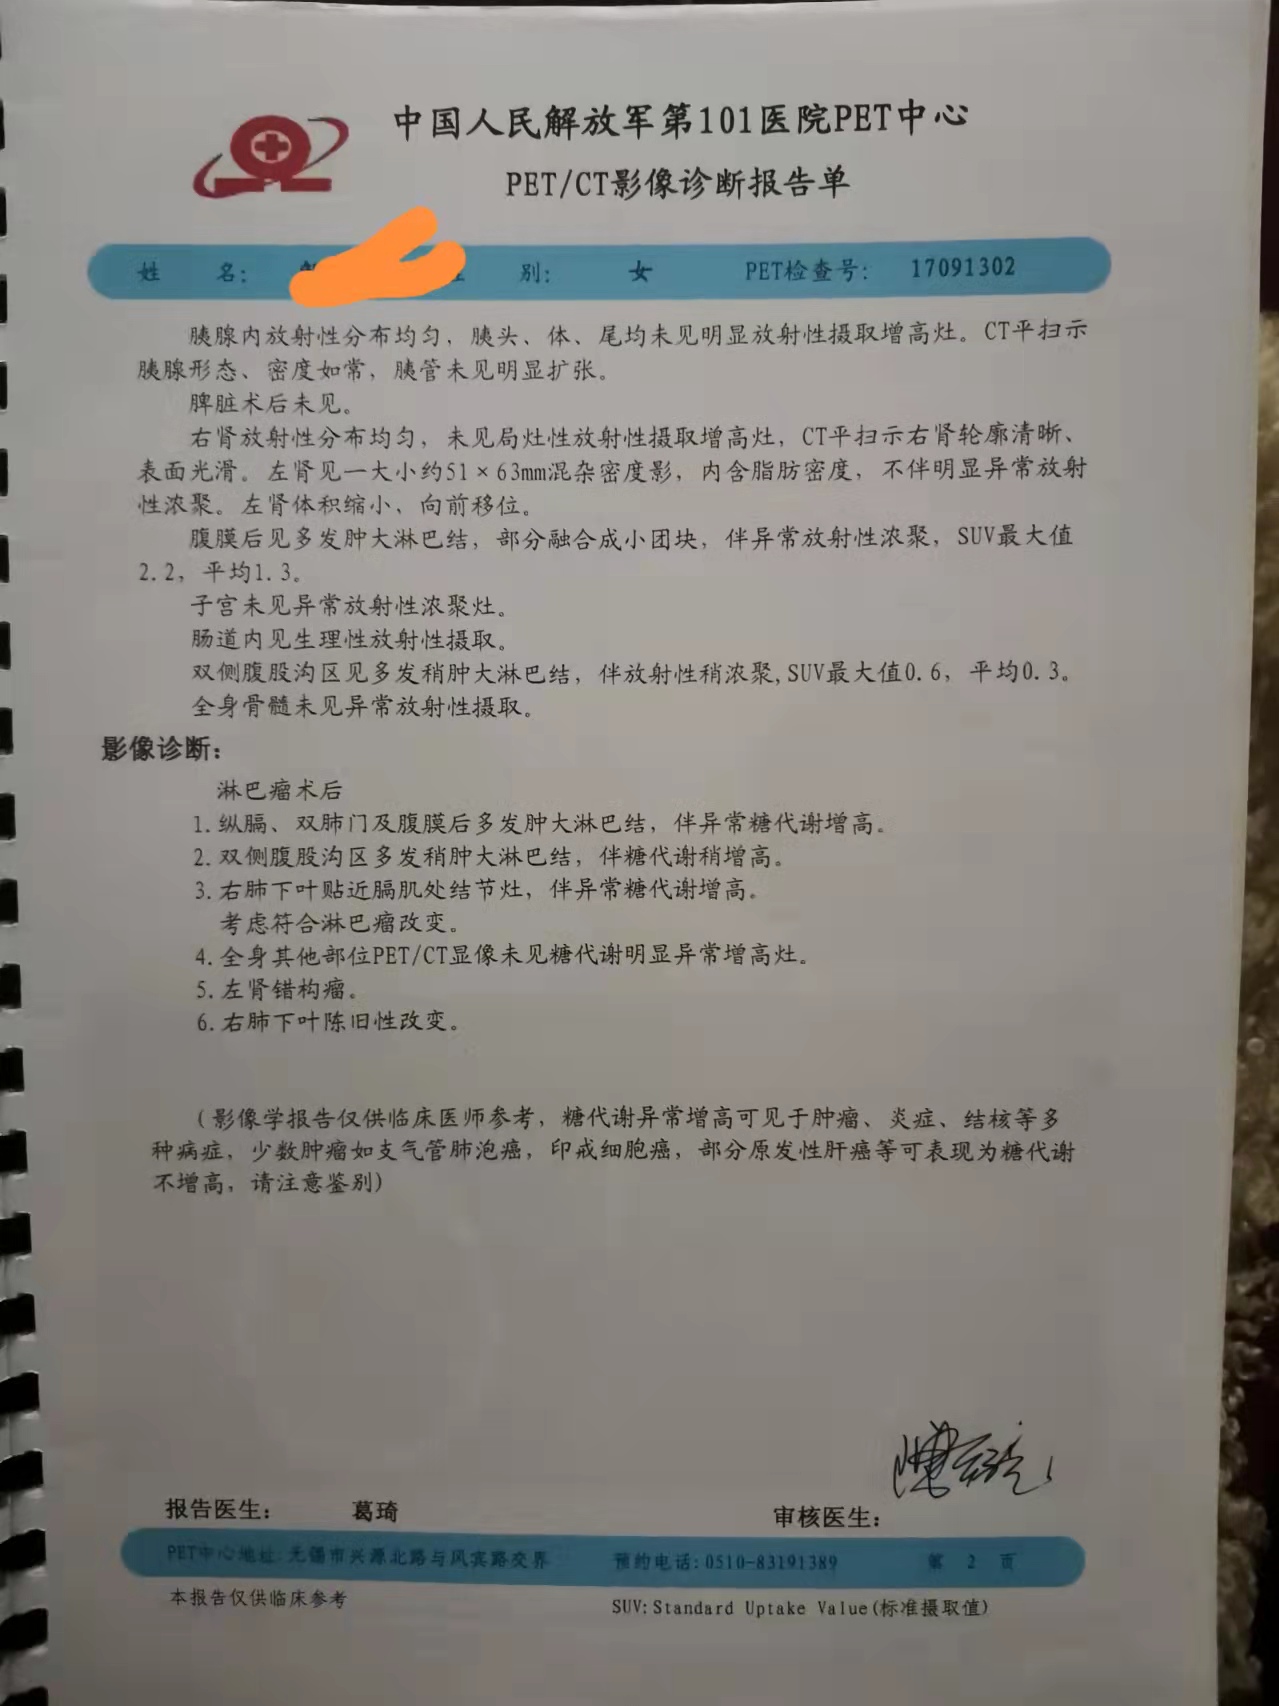 中国人民解放军第101医院PET中心
PET/CT影像诊断报告单
姓 名: 别: 女 PET检查号: 17091302
胰腺内放射性分布均匀，胰头、体、尾均未见明显放射性摄取增高灶。CT平扫示
胰腺形态、密度如常，胰管未见明显扩张。
脾脏术后未见。
右肾放射性分布均匀，未见局灶性放射性摄取增高灶，CT平扫示右肾轮廓清晰、
表面光滑。左肾见一大小约51×63mm混杂密度影，内含脂肪密度，不伴明显异常放射
性浓聚。左肾体积缩小、向前移位。
腹膜后见多发肿大淋巴结，部分融合成小团块，伴异常放射性浓聚，SUV最大值
2.2，平均1.3。
子宫未见异常放射性浓聚灶。
肠道内见生理性放射性摄取。
双侧腹股沟区见多发稍肿大淋巴结，伴放射性稍浓聚,SUV最大值0.6，平均0.3。
全身骨髓未见异常放射性摄取。
影像诊断:
淋巴瘤术后
1.纵膈、双肺门及腹膜后多发肿大淋巴结，伴异常糖代谢增高。
2.双侧腹股沟区多发稍肿大淋巴结，伴糖代谢稍增高。
3.右肺下叶贴近膈肌处结节灶，伴异常糖代谢增高。
考虑符合淋巴瘤改变。
4.全身其他部位PET/CT显像未见糖代谢明显异常增高灶。
5.左肾错构瘤。
6.右肺下叶陈旧性改变。
(影像学报告仅供临床医师参考，糖代谢异常增高可见于肿瘤、炎症、结核等多
种病症，少数肿瘤如支气管肺泡癌，印戒细胞癌，部分原发性肝癌等可表现为糖代谢
不增高，请注意鉴别)
报告医生: 葛琦 审核医生:
PET中心地址:无锡市兴源北路与风宾路交界 预约电话:0510-83191389 第 2 页
本报告仅供临床参考 SUV:Standard Uptake Value(标准摄取值)